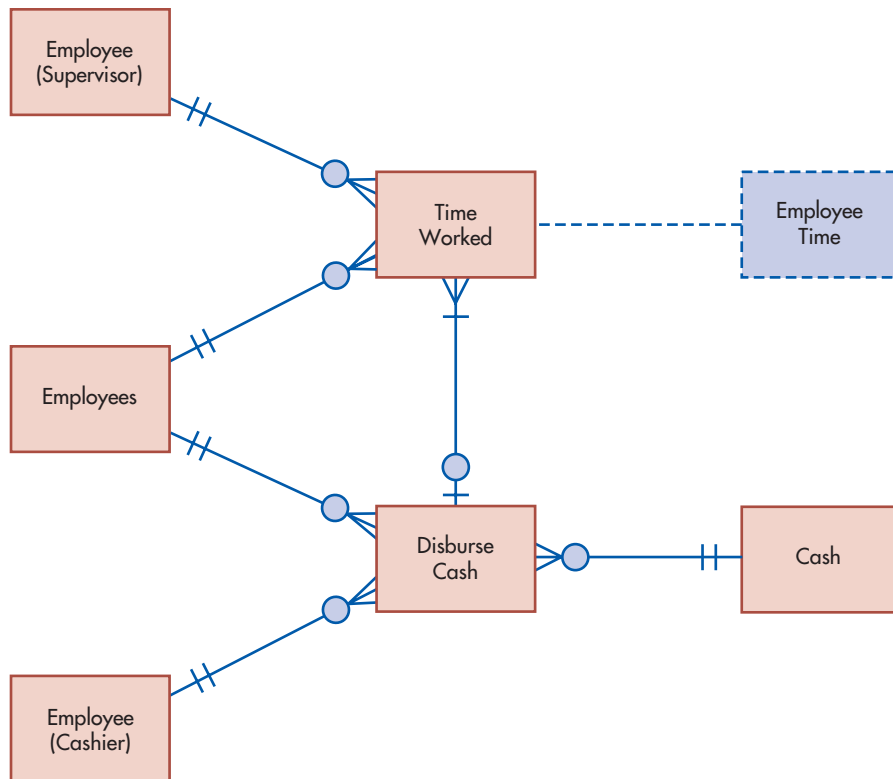 Employee
(Supervisor)
Time
Worked
Employee
Time
Employees
Disburse
Cash
Cash
Employee
(Cashier)